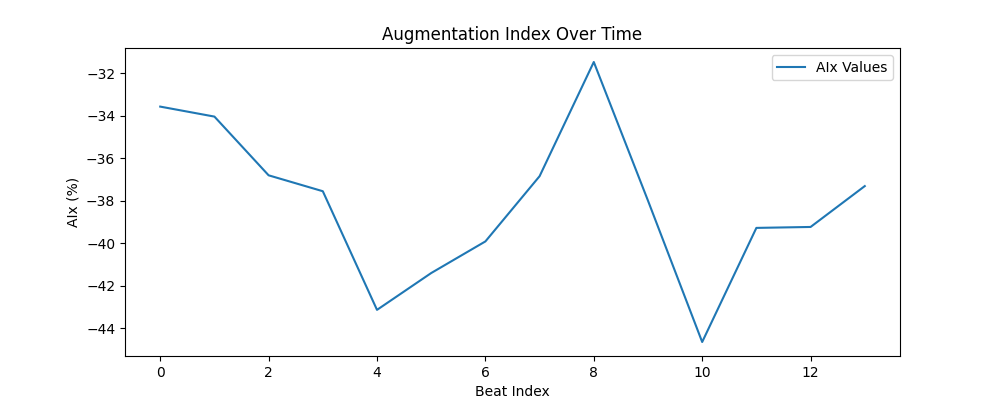 Augmentation Index Over Time
AIx Values
−32
−34
−36
−38
−40
−42
−44
AIx (%)
0 2 4 6 8 10 12
Beat Index